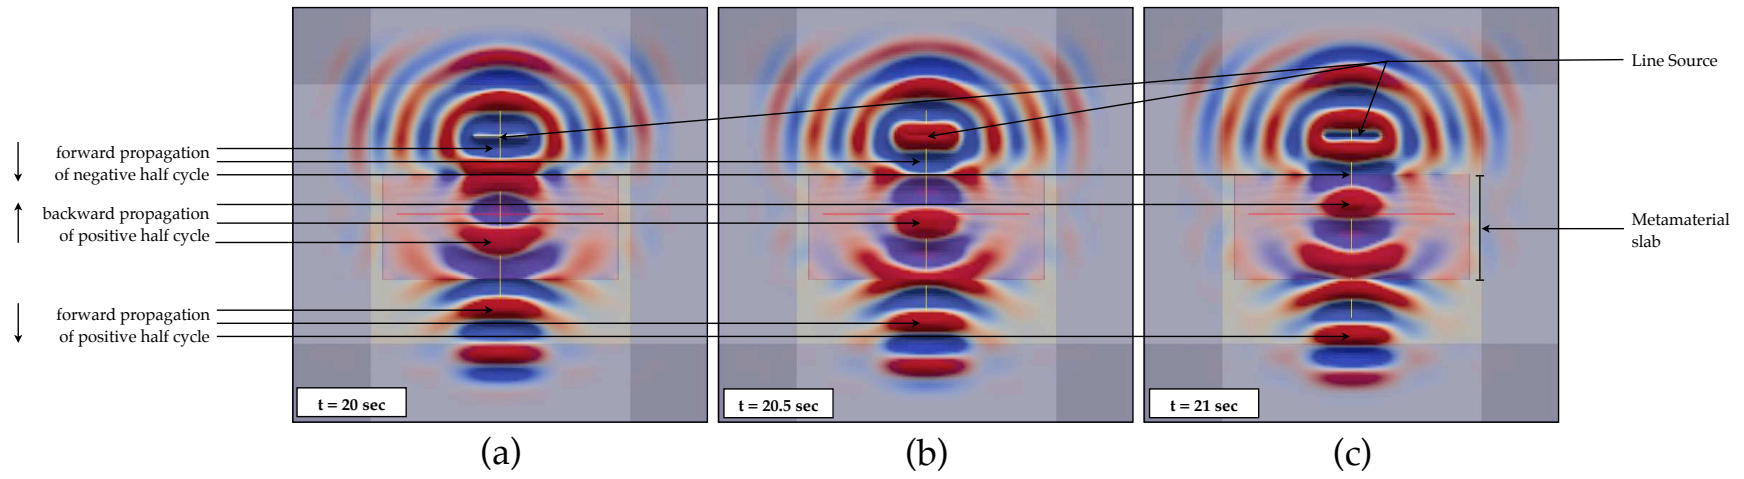 Line Source
forward propagation
of negative half cycle
backward propagation
of positive half cycle
Metamaterial
slab
forward propagation
of positive half cycle
t = 20 sec
t = 20.5 sec
t = 21 sec
(a)
(b)
(c)